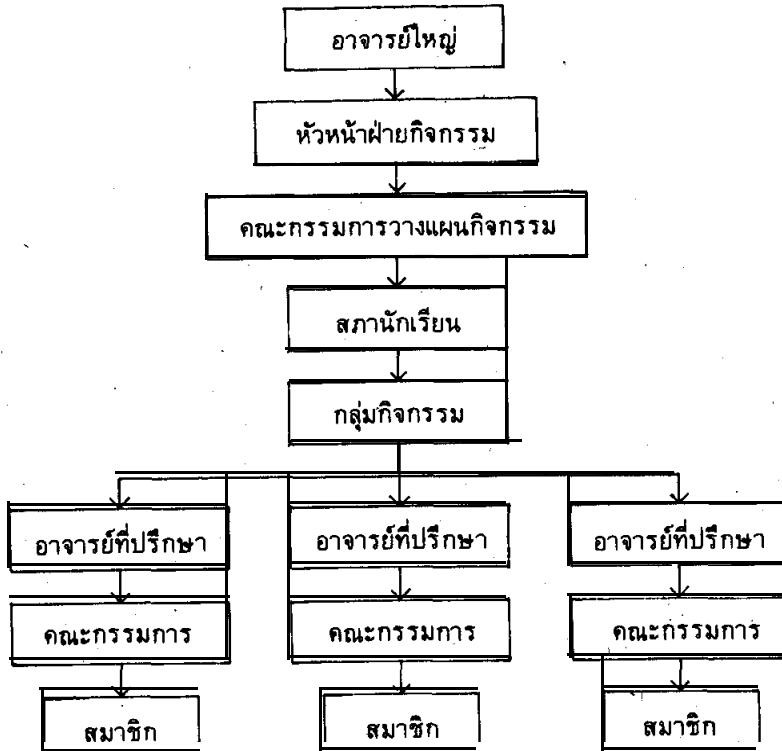 อาจารย์ใหญ่
หัวหน้าฝ่ายกิจกรรม
คณะกรรมการวางแผนกิจกรรม
สภานักเรียน
กลุ่มกิจกรรม
อาจารย์ที่ปรึกษา อาจารย์ที่ปรึกษา อาจารย์ที่ปรึกษา
คณะกรรมการ คณะกรรมการ คณะกรรมการ
สมาชิก สมาชิก สมาชิก